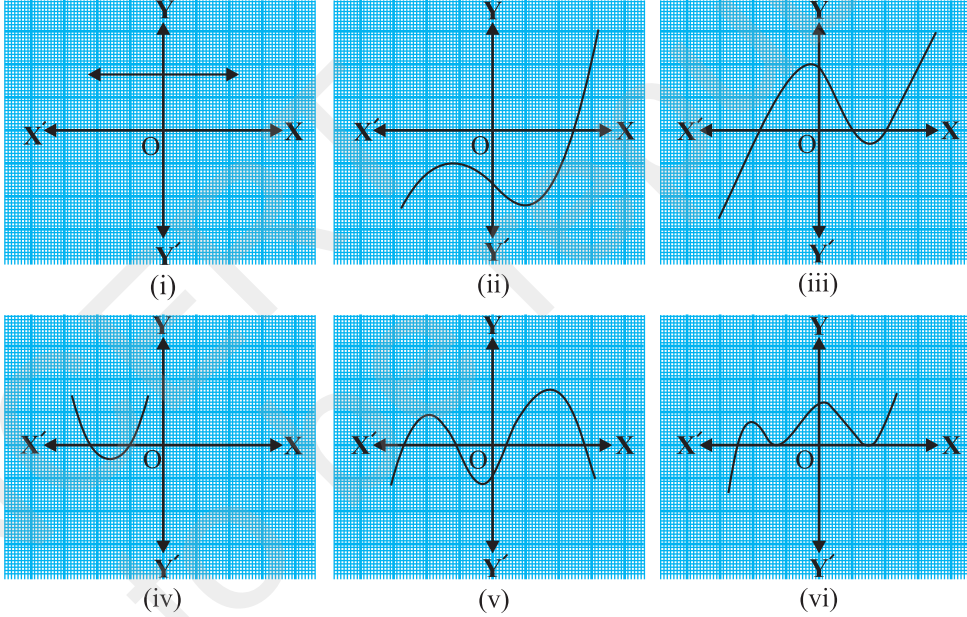 Y Y Y
X′ X X′ X X′ X
O O O
Y′ Y′ Y′
(i) (ii) (iii)
Y Y Y
X′ X X′ X X′ X
O O O
Y′ Y′ Y′
(iv) (v) (vi)